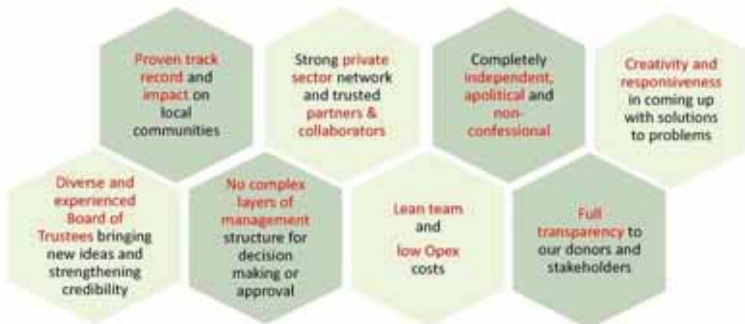 Proven track
record and
impact on
local
communities
Strong private
sector network
and trusted
partners &
collaborators
Completely
independent,
apolitical and
non-
confessional
Creativity and
responsiveness
in coming up
with solutions
to problems
Diverse and
experienced
Board of
Trustees bringing
new ideas and
strengthening
credibility
No complex
layers of
management
structure for
decision
making or
approval
Lean team
and
low Opex
costs
Full
transparency to
our donors and
stakeholders